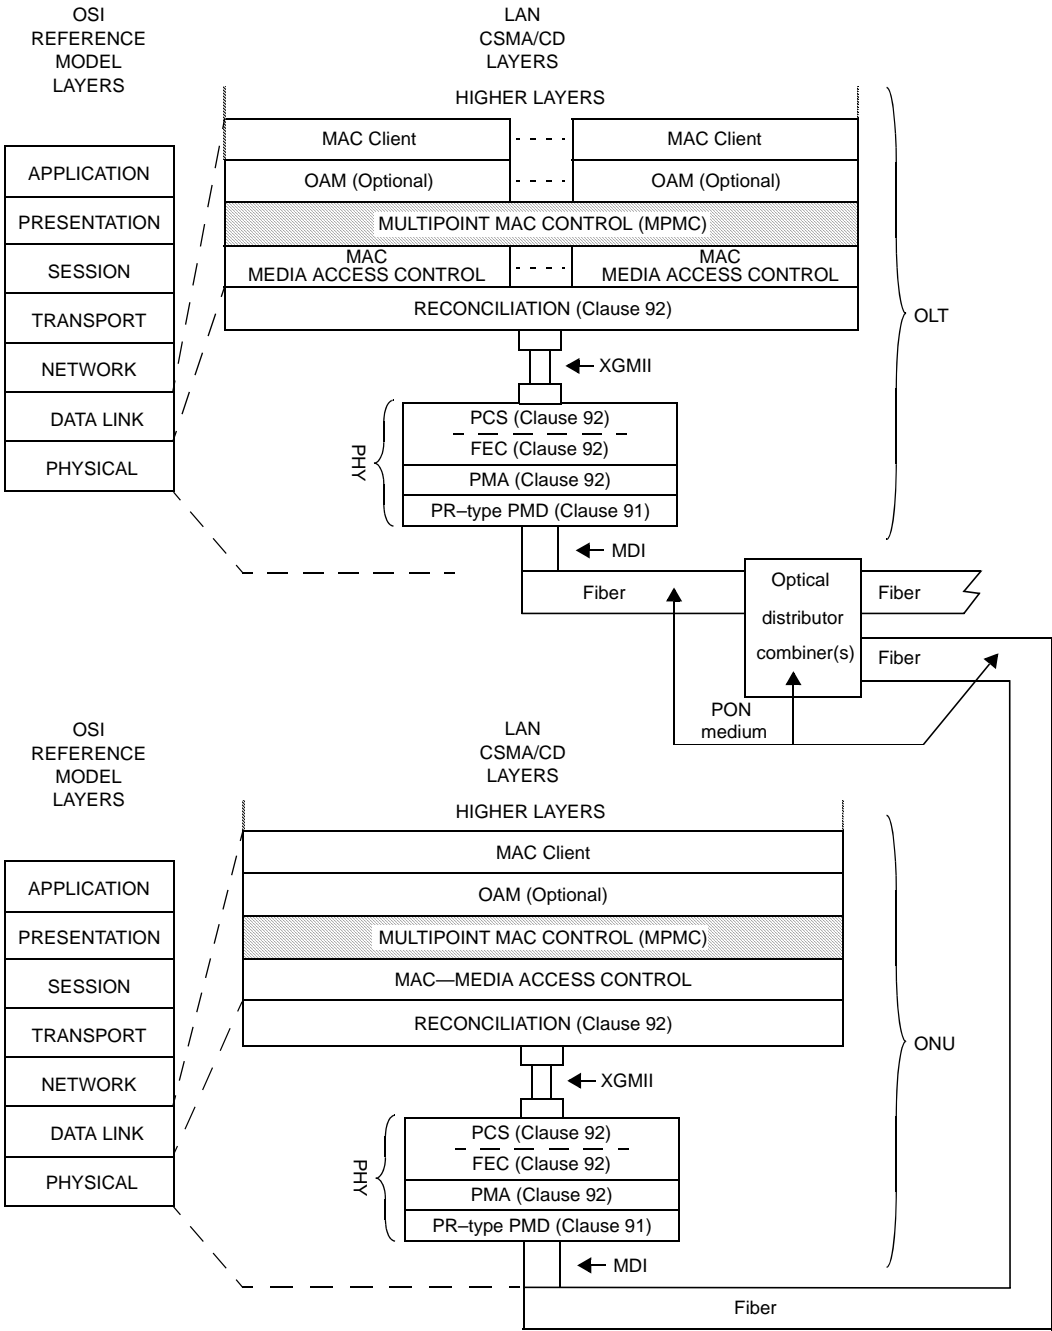 OSI
REFERENCE
MODEL
LAYERS
LAN
CSMA/CD
LAYERS
HIGHER LAYERS
MAC Client
MAC Client
OAM (Optional)
OAM (Optional)
MULTIPOINT MAC CONTROL (MPMC)
MAC
MEDIA ACCESS CONTROL
MAC
MEDIA ACCESS CONTROL
RECONCILIATION (Clause 92)
APPLICATION
PRESENTATION
SESSION
TRANSPORT
NETWORK
DATA LINK
PHYSICAL
OLT
XGMII
PHY
PCS (Clause 92)
FEC (Clause 92)
PMA (Clause 92)
PR–type PMD (Clause 91)
MDI
Fiber
Optical
distributor
combiner(s)
Fiber
Fiber
PON
medium
OSI
REFERENCE
MODEL
LAYERS
LAN
CSMA/CD
LAYERS
HIGHER LAYERS
MAC Client
OAM (Optional)
MULTIPOINT MAC CONTROL (MPMC)
MAC—MEDIA ACCESS CONTROL
RECONCILIATION (Clause 92)
APPLICATION
PRESENTATION
SESSION
TRANSPORT
NETWORK
DATA LINK
PHYSICAL
ONU
XGMII
PHY
PCS (Clause 92)
FEC (Clause 92)
PMA (Clause 92)
PR–type PMD (Clause 91)
MDI
Fiber